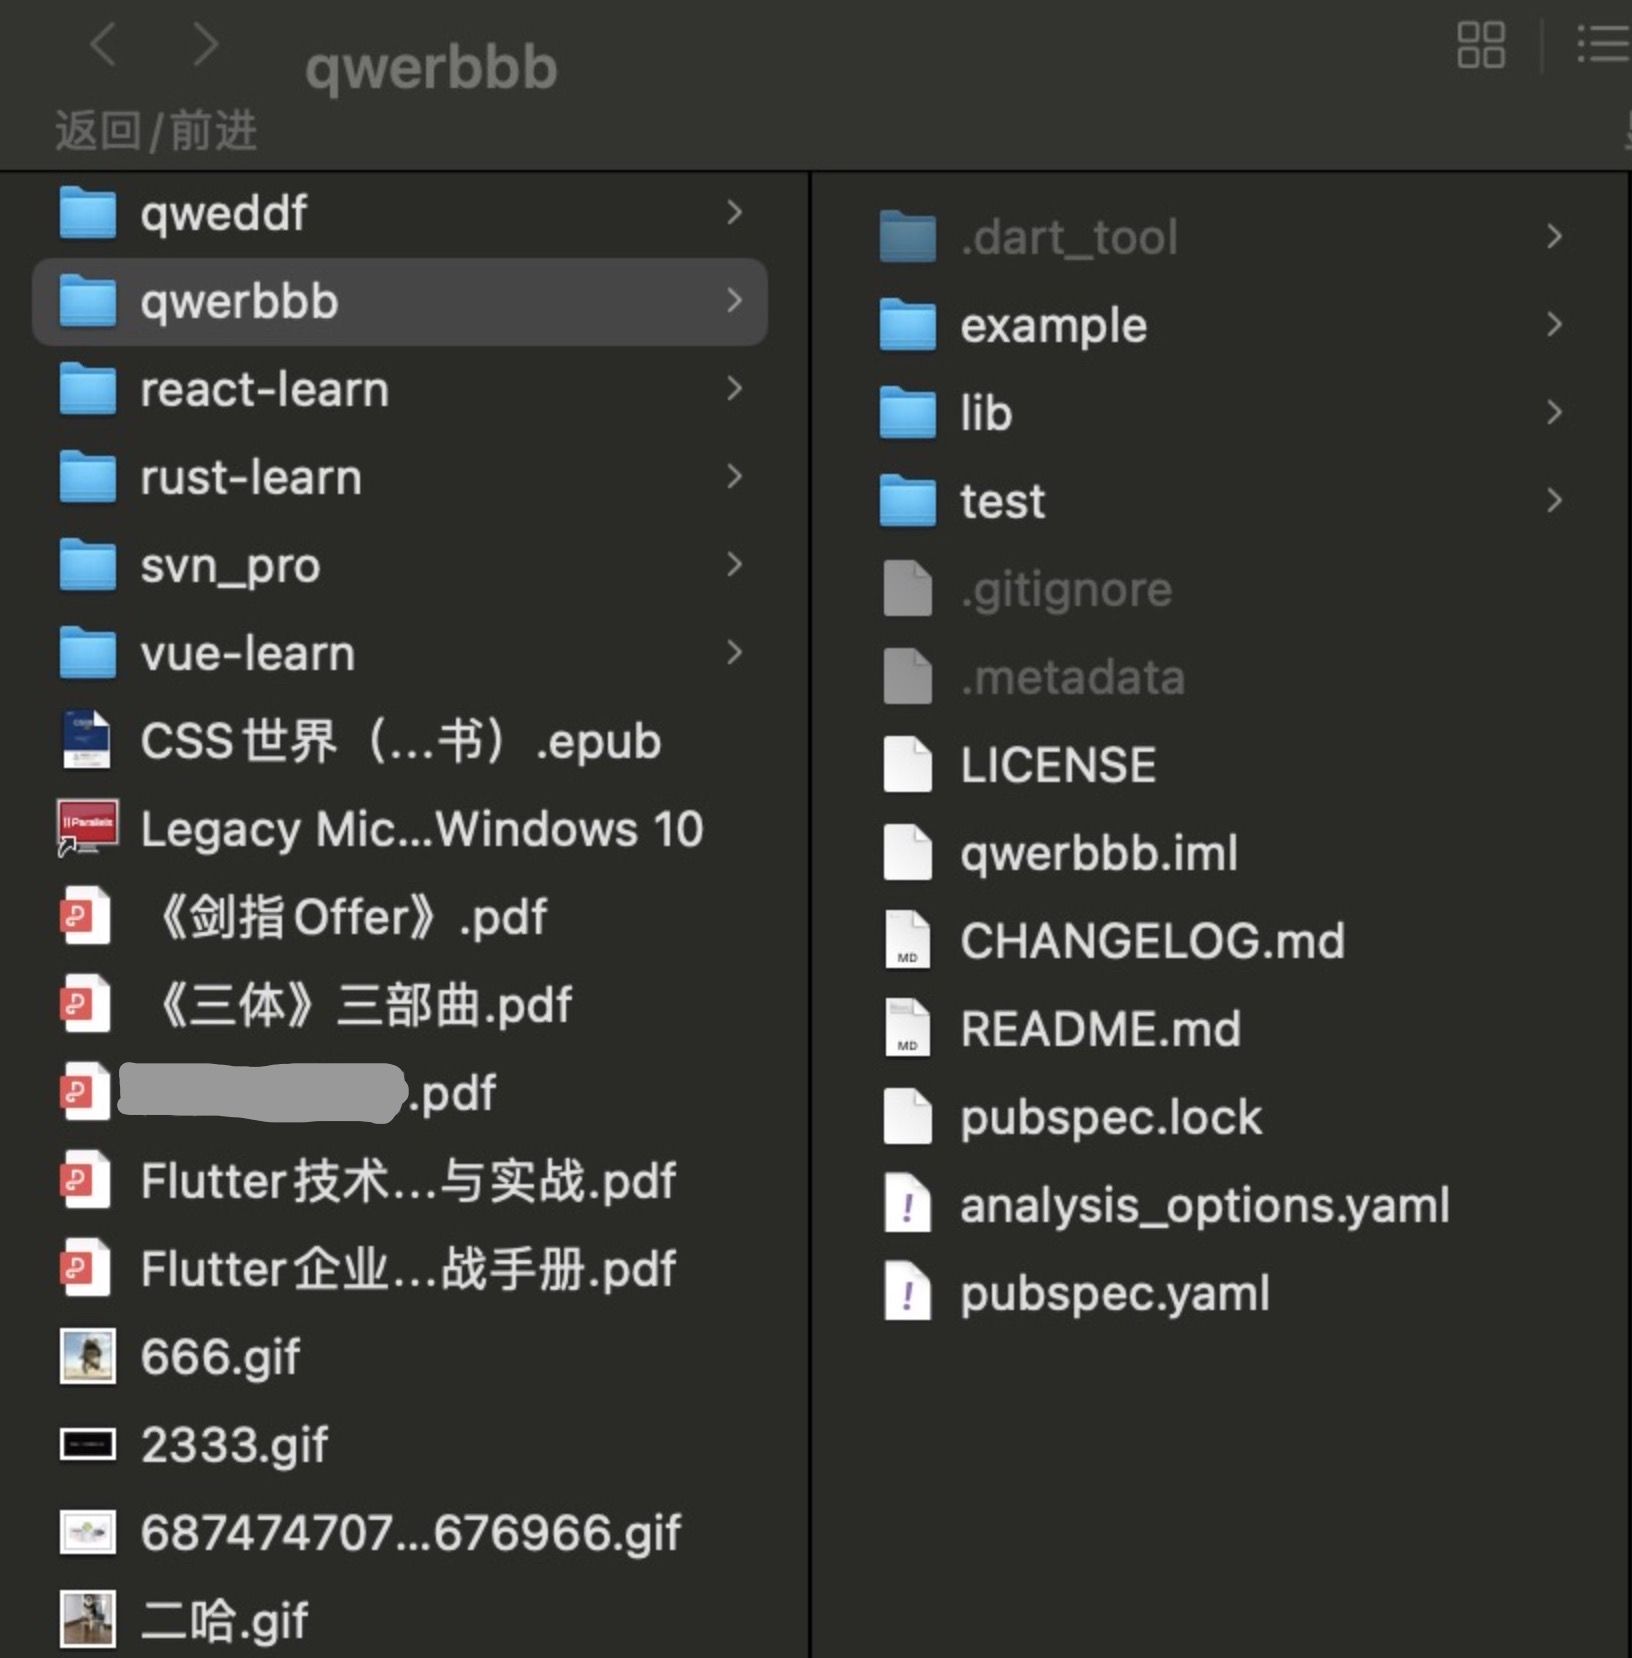 qwerbbb
返回/前进
qweddf
qwerbbb
react-learn
rust-learn
svn_pro
vue-learn
CSS世界（...书）.epub
Legacy Mic...Windows 10
《剑指Offer》.pdf
《三体》三部曲.pdf
.pdf
Flutter技术...与实战.pdf
Flutter企业...战手册.pdf
666.gif
2333.gif
687474707...676966.gif
二哈.gif
.dart_tool
example
lib
test
.gitignore
.metadata
LICENSE
qwerbbb.iml
CHANGELOG.md
README.md
pubspec.lock
analysis_options.yaml
pubspec.yaml